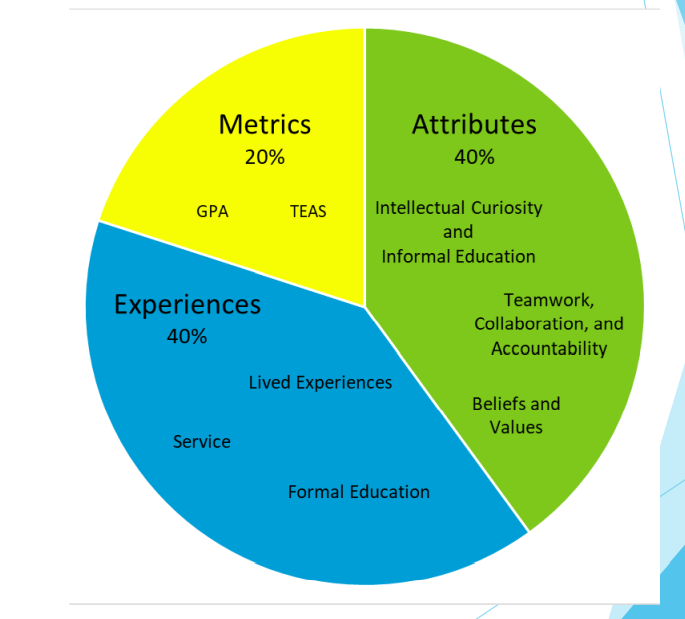 Metrics
20%
GPA
TEAS
Attributes
40%
Intellectual Curiosity
and
Informal Education
Teamwork,
Collaboration, and
Accountability
Beliefs and
Values
Experiences
40%
Lived Experiences
Service
Formal Education